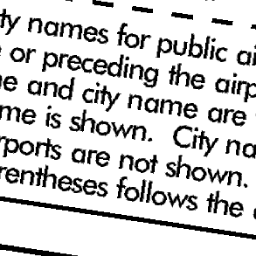 ty names for public ai
or preceding the airp
e and city name are
me is shown. City na
rports are not shown.
rentheses follows the